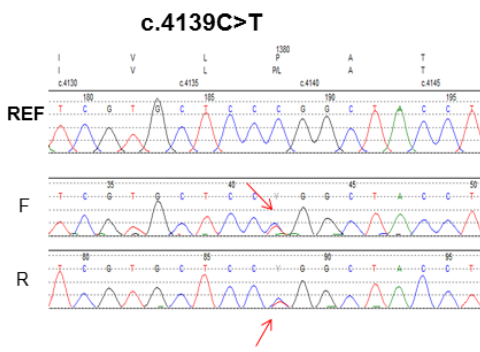 c.4139C>T
1380
I V L P A T
I V L P/L A T
c.4130 c.4135 c.4140 c.4145
180 185 190 195
REF T C G T G C T C C C G G C T A C C T
35 40 45 50
F T C G T G C T C C Y G G C T A C C T
80 85 90 95
R T C G T G C T C C G G C T A C C T